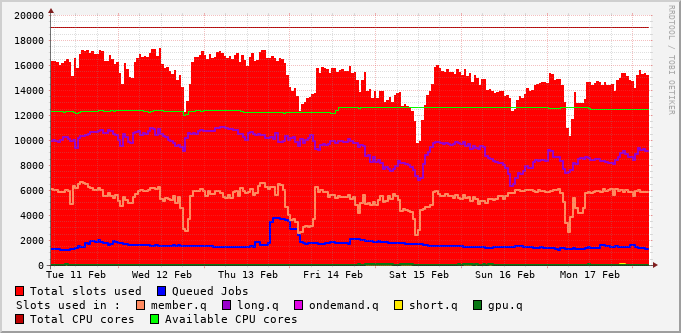 20000
18000
16000
14000
12000
10000
8000
6000
4000
2000
0
Tue 11 Feb Wed 12 Feb Thu 13 Feb Fri 14 Feb Sat 15 Feb Sun 16 Feb Mon 17 Feb
Total slots used Queued Jobs
Slots used in : member.q long.q ondemand.q short.q gpu.q
Total CPU cores Available CPU cores
RRDTOOL / TOBI OETIKER